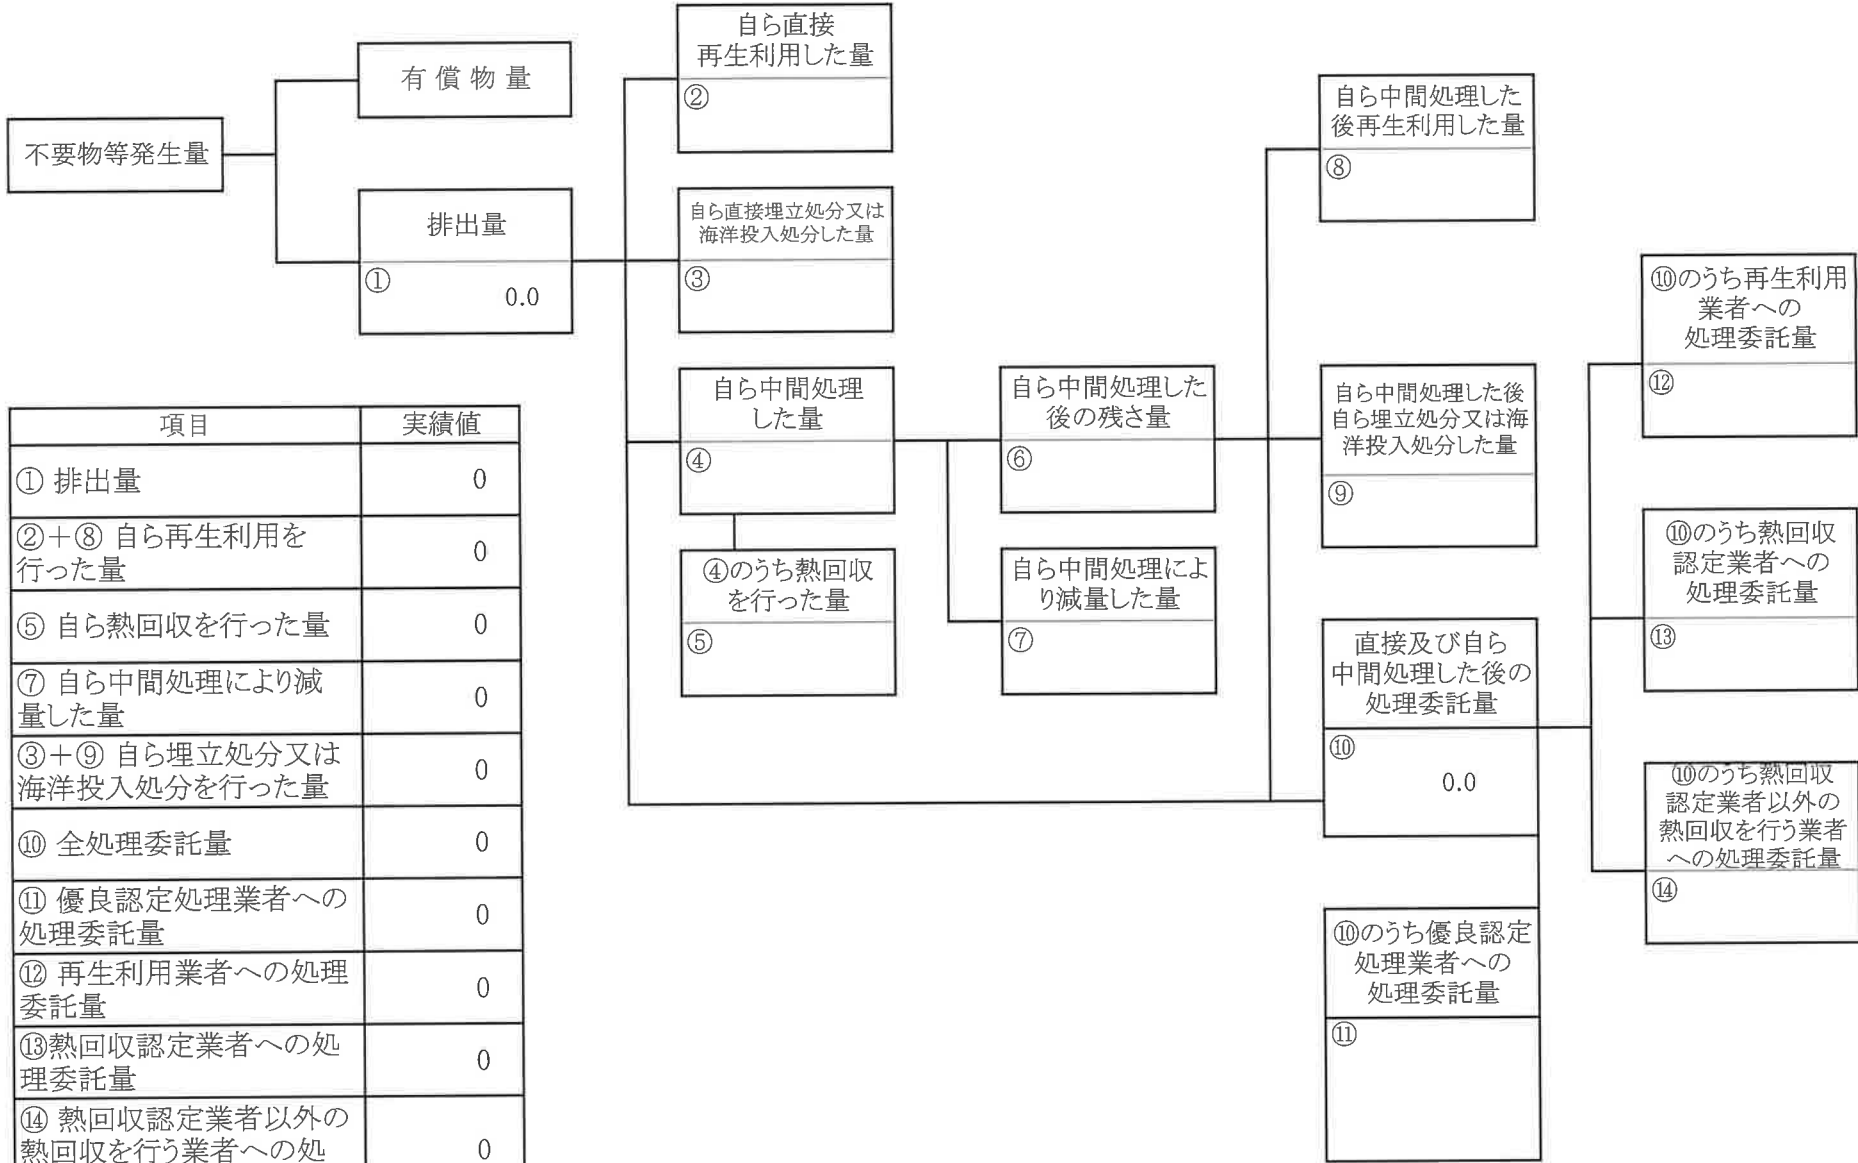 不要物等発生量
有償物量
排出量
①
0.0
自ら直接
再生利用した量
②
自ら直接埋立処分又は
海洋投入処分した量
③
自ら中間処理
した量
④
④のうち熱回収
を行った量
⑤
自ら中間処理した
後の残さ量
⑥
自ら中間処理によ
り減量した量
⑦
自ら中間処理した
後再生利用した量
⑧
自ら中間処理した後
自ら埋立処分又は海
洋投入処分した量
⑨
直接及び自ら
中間処理した後の
処理委託量
⑩
0.0
⑩のうち優良認定
処理業者への
処理委託量
⑪
⑩のうち再生利用
業者への
処理委託量
⑫
⑩のうち熱回収
認定業者への
処理委託量
⑬
⑩のうち熱回収
認定業者以外の
熱回収を行う業者
への処理委託量
⑭
項目 実績値
① 排出量 0
②＋⑧ 自ら再生利用を
行った量 0
⑤ 自ら熱回収を行った量 0
⑦ 自ら中間処理により減
量した量 0
③＋⑨ 自ら埋立処分又は
海洋投入処分を行った量 0
⑩ 全処理委託量 0
⑪ 優良認定処理業者への
処理委託量 0
⑫ 再生利用業者への処理
委託量 0
⑬熱回収認定業者への処
理委託量 0
⑭ 熱回収認定業者以外の
熱回収を行う業者への処 0